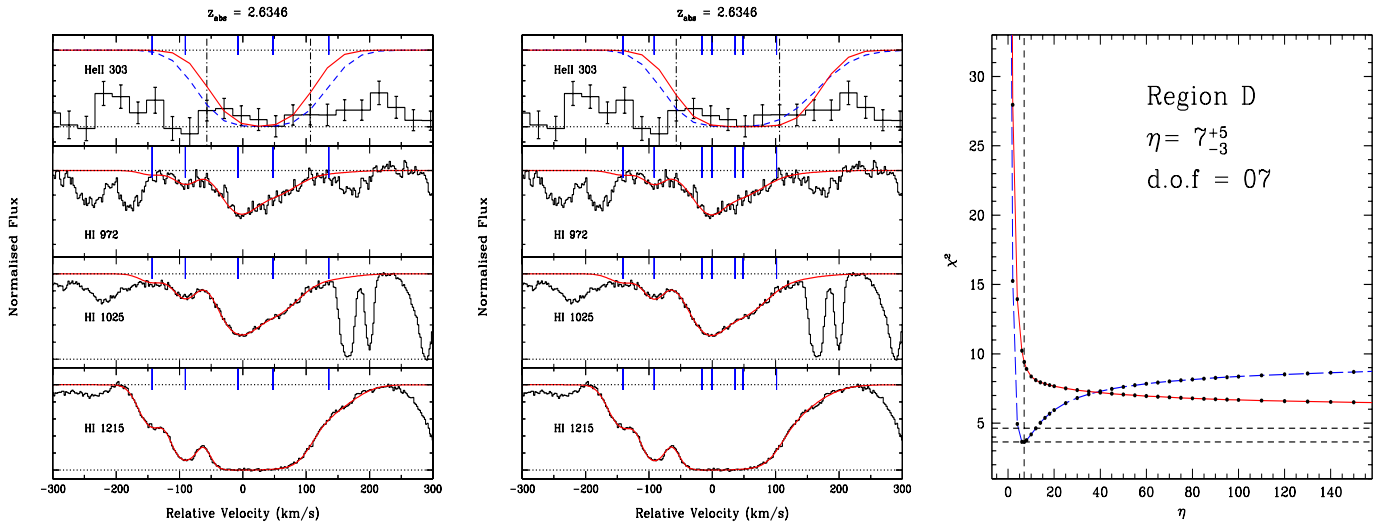 z_abs = 2.6346
HeII 303
HI 972
HI 1025
HI 1215
Normalised Flux
-300 -200 -100 0 100 200 300
Relative Velocity (km/s)
z_abs = 2.6346
HeII 303
HI 972
HI 1025
HI 1215
Normalised Flux
-300 -200 -100 0 100 200 300
Relative Velocity (km/s)
Region D
η = 7 +5 -3
d.o.f = 07
30
25
20
15
10
5
χ²
0 20 40 60 80 100 120 140
η